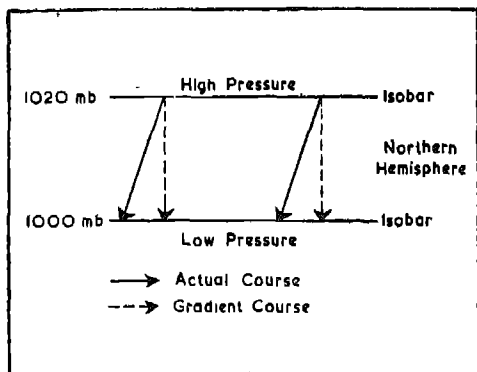 High Pressure
1020 mb
Isobar
Northern
Hemisphere
1000 mb
Isobar
Low Pressure
Actual Course
Gradient Course